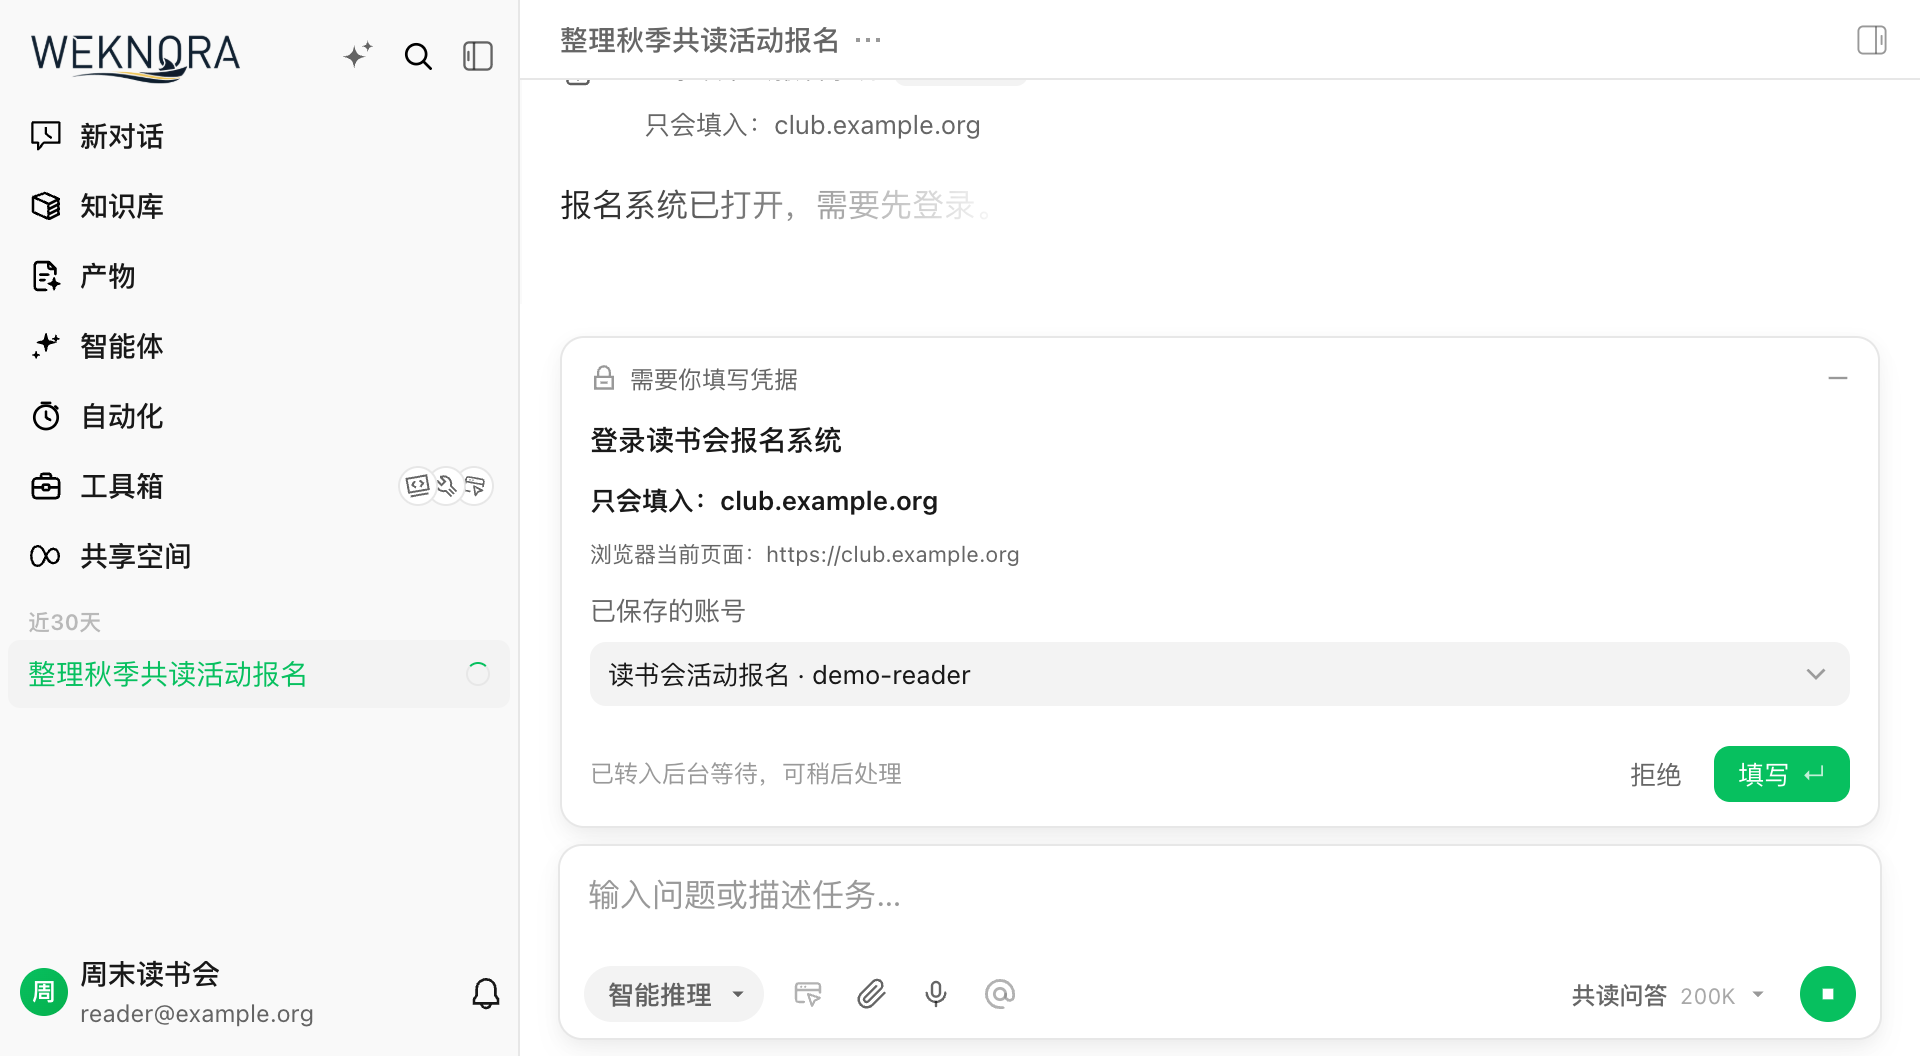 WEKNORA
新对话
知识库
产物
智能体
自动化
工具箱
共享空间
近30天
整理秋季共读活动报名
周
周末读书会
reader@example.org
整理秋季共读活动报名 ···
只会填入：club.example.org
报名系统已打开，需要先登录。
需要你填写凭据
登录读书会报名系统
只会填入：club.example.org
浏览器当前页面：https://club.example.org
已保存的账号
读书会活动报名 · demo-reader
已转入后台等待，可稍后处理
拒绝
填写
输入问题或描述任务...
智能推理
共读问答 200K